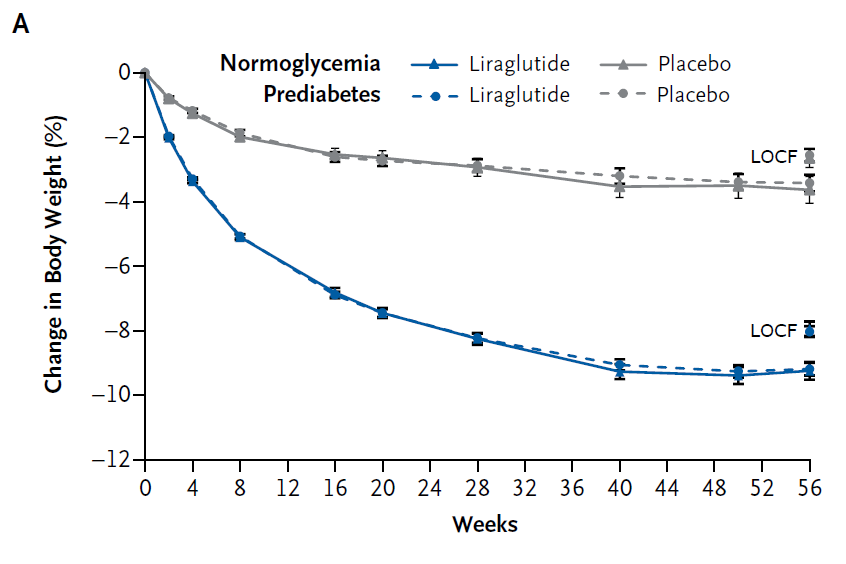 A
Normoglycemia Liraglutide Placebo
Prediabetes Liraglutide Placebo
Change in Body Weight (%)
0
−2
−4
−6
−8
−10
−12
LOCF
LOCF
0 4 8 12 16 20 24 28 32 36 40 44 48 52 56
Weeks